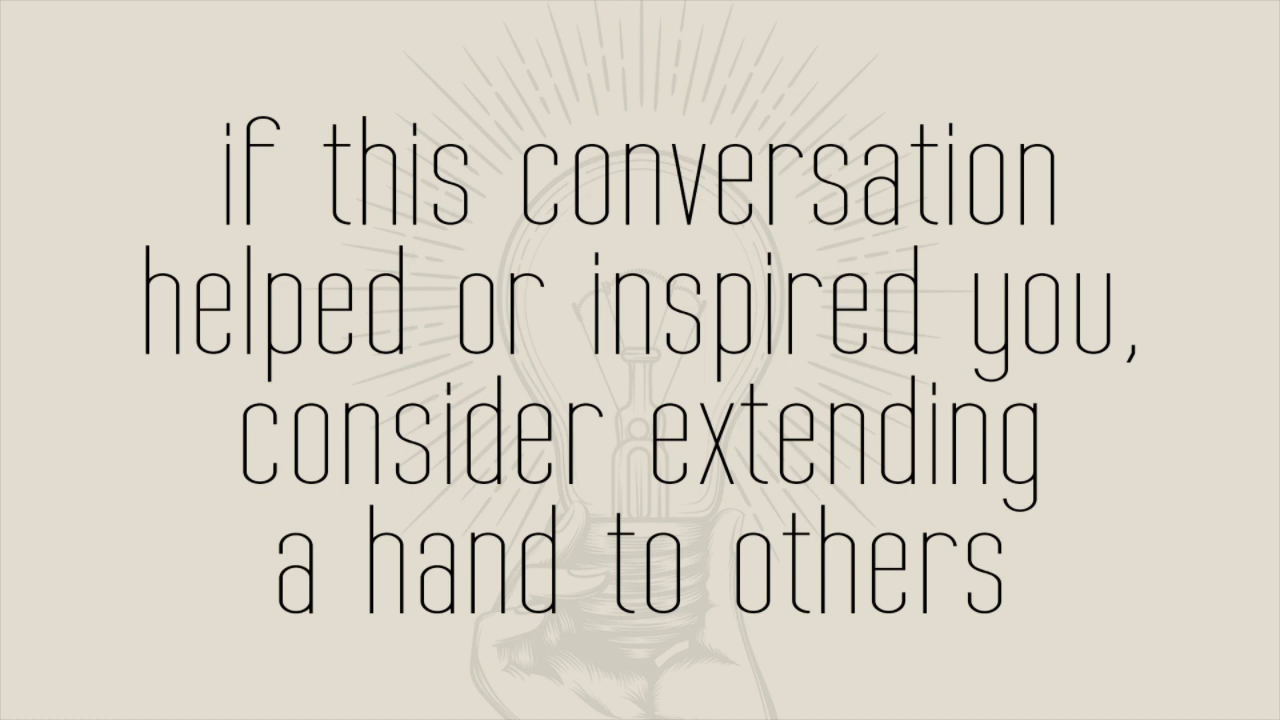 if this conversation
helped or inspired you,
consider extending
a hand to others